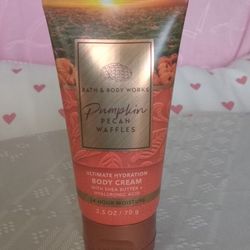 BATH & BODY WORKS
Pumpkin
PECAN
WAFFLES
ULTIMATE HYDRATION
BODY CREAM
WITH SHEA BUTTER +
HYALURONIC ACID
24 HOUR MOISTURE
2.5 OZ / 70 g